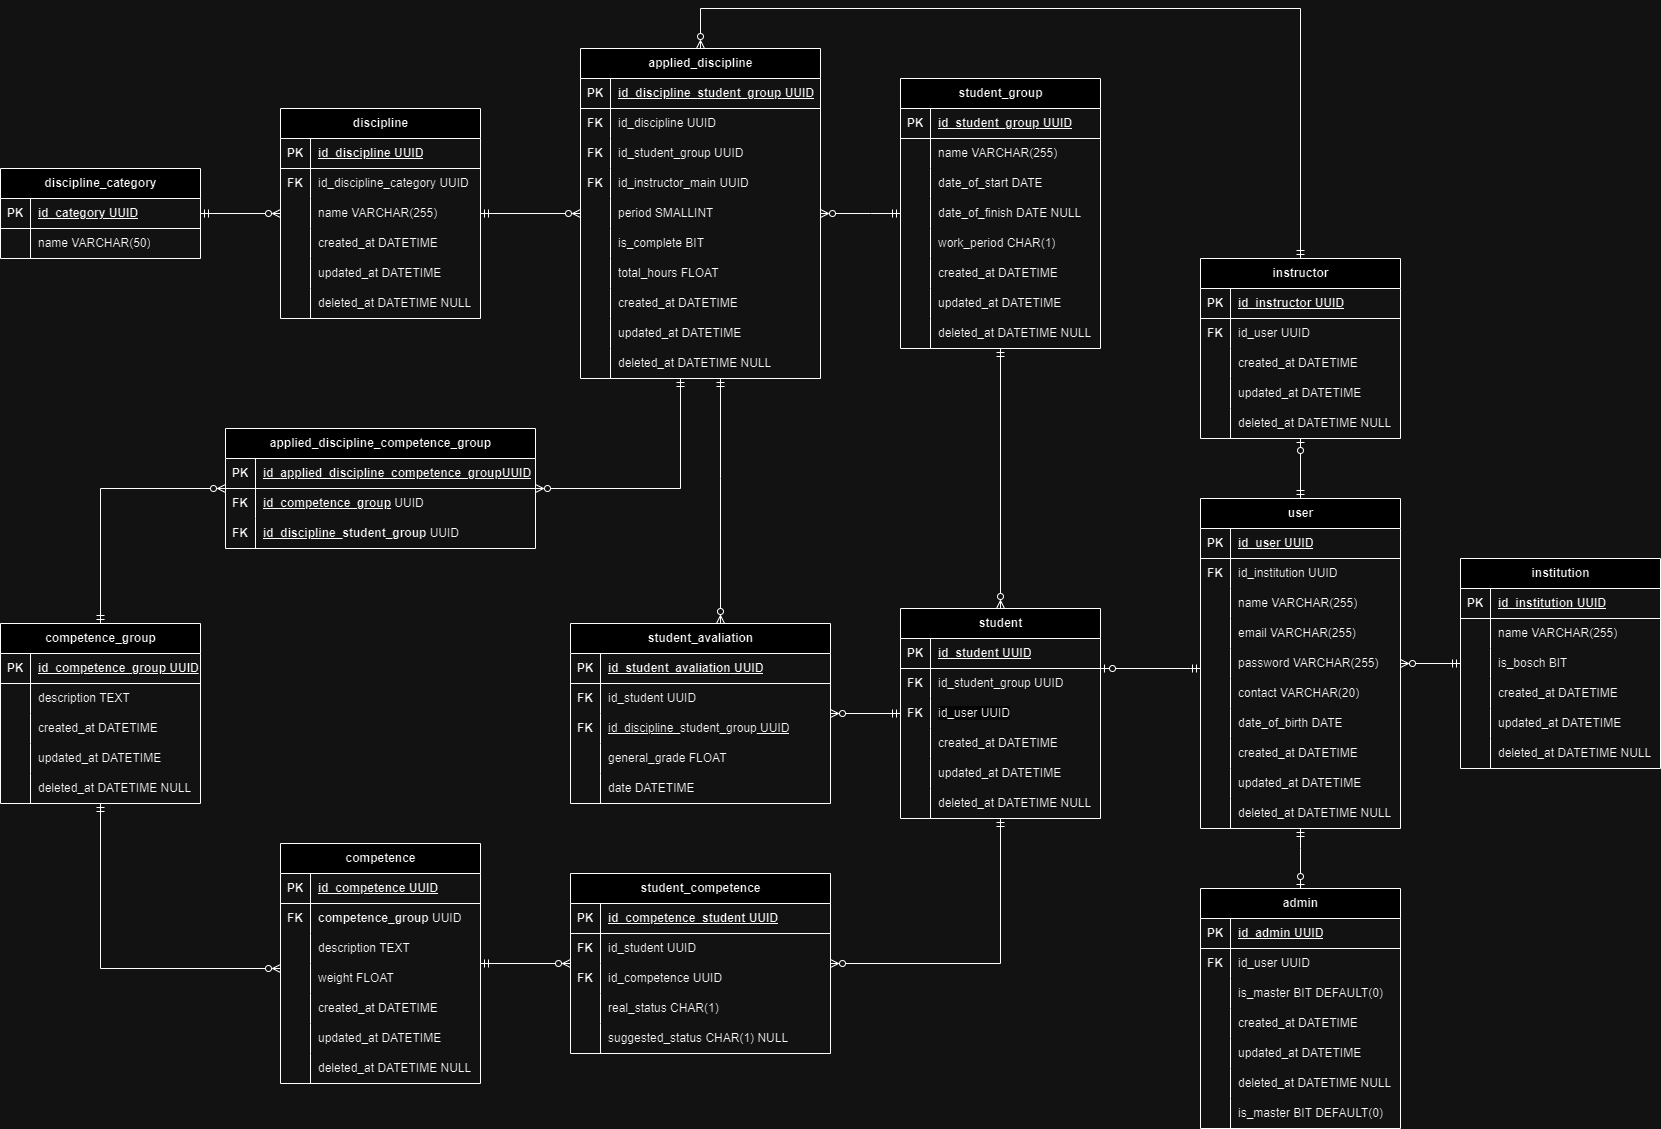 applied_discipline
PK id_discipline_student_group UUID
FK id_discipline UUID
FK id_student_group UUID
FK id_instructor_main UUID
period SMALLINT
is_complete BIT
total_hours FLOAT
created_at DATETIME
updated_at DATETIME
deleted_at DATETIME NULL
student_group
PK id_student_group UUID
name VARCHAR(255)
date_of_start DATE
date_of_finish DATE NULL
work_period CHAR(1)
created_at DATETIME
updated_at DATETIME
deleted_at DATETIME NULL
discipline
PK id_discipline UUID
FK id_discipline_category UUID
name VARCHAR(255)
created_at DATETIME
updated_at DATETIME
deleted_at DATETIME NULL
discipline_category
PK id_category UUID
name VARCHAR(50)
instructor
PK id_instructor UUID
FK id_user UUID
created_at DATETIME
updated_at DATETIME
deleted_at DATETIME NULL
applied_discipline_competence_group
PK id_applied_discipline_competence_groupUUID
FK id_competence_group UUID
FK id_discipline_student_group UUID
user
PK id_user UUID
FK id_institution UUID
name VARCHAR(255)
email VARCHAR(255)
password VARCHAR(255)
contact VARCHAR(20)
date_of_birth DATE
created_at DATETIME
updated_at DATETIME
deleted_at DATETIME NULL
institution
PK id_institution UUID
name VARCHAR(255)
is_bosch BIT
created_at DATETIME
updated_at DATETIME
deleted_at DATETIME NULL
competence_group
PK id_competence_group UUID
description TEXT
created_at DATETIME
updated_at DATETIME
deleted_at DATETIME NULL
student_avaliation
PK id_student_avaliation UUID
FK id_student UUID
FK id_discipline_student_group UUID
general_grade FLOAT
date DATETIME
student
PK id_student UUID
FK id_student_group UUID
FK id_user UUID
created_at DATETIME
updated_at DATETIME
deleted_at DATETIME NULL
competence
PK id_competence UUID
FK competence_group UUID
description TEXT
weight FLOAT
created_at DATETIME
updated_at DATETIME
deleted_at DATETIME NULL
student_competence
PK id_competence_student UUID
FK id_student UUID
FK id_competence UUID
real_status CHAR(1)
suggested_status CHAR(1) NULL
admin
PK id_admin UUID
FK id_user UUID
is_master BIT DEFAULT(0)
created_at DATETIME
updated_at DATETIME
deleted_at DATETIME NULL
is_master BIT DEFAULT(0)